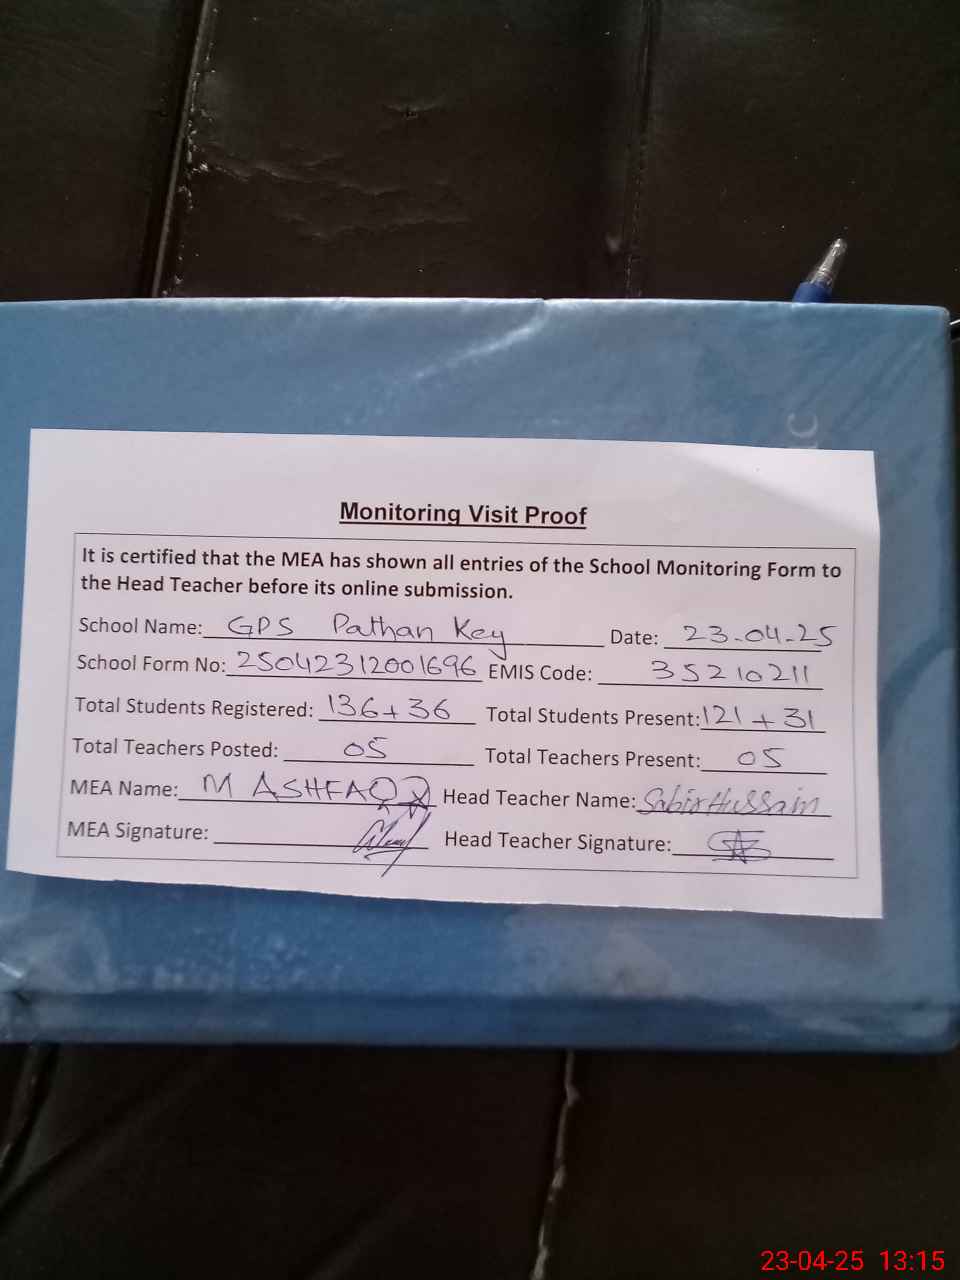 IC
Monitoring Visit Proof
It is certified that the MEA has shown all entries of the School Monitoring Form to
the Head Teacher before its online submission.
School Name: GPS Pathan Key Date: 23-04-25
School Form No: 25042312001696 EMIS Code: 35210211
Total Students Registered: 136+36 Total Students Present: 121+31
Total Teachers Posted: 05 Total Teachers Present: 05
MEA Name: M ASHFAQ Head Teacher Name: Sabir Hussain
MEA Signature: Head Teacher Signature:
23-04-25 13:15